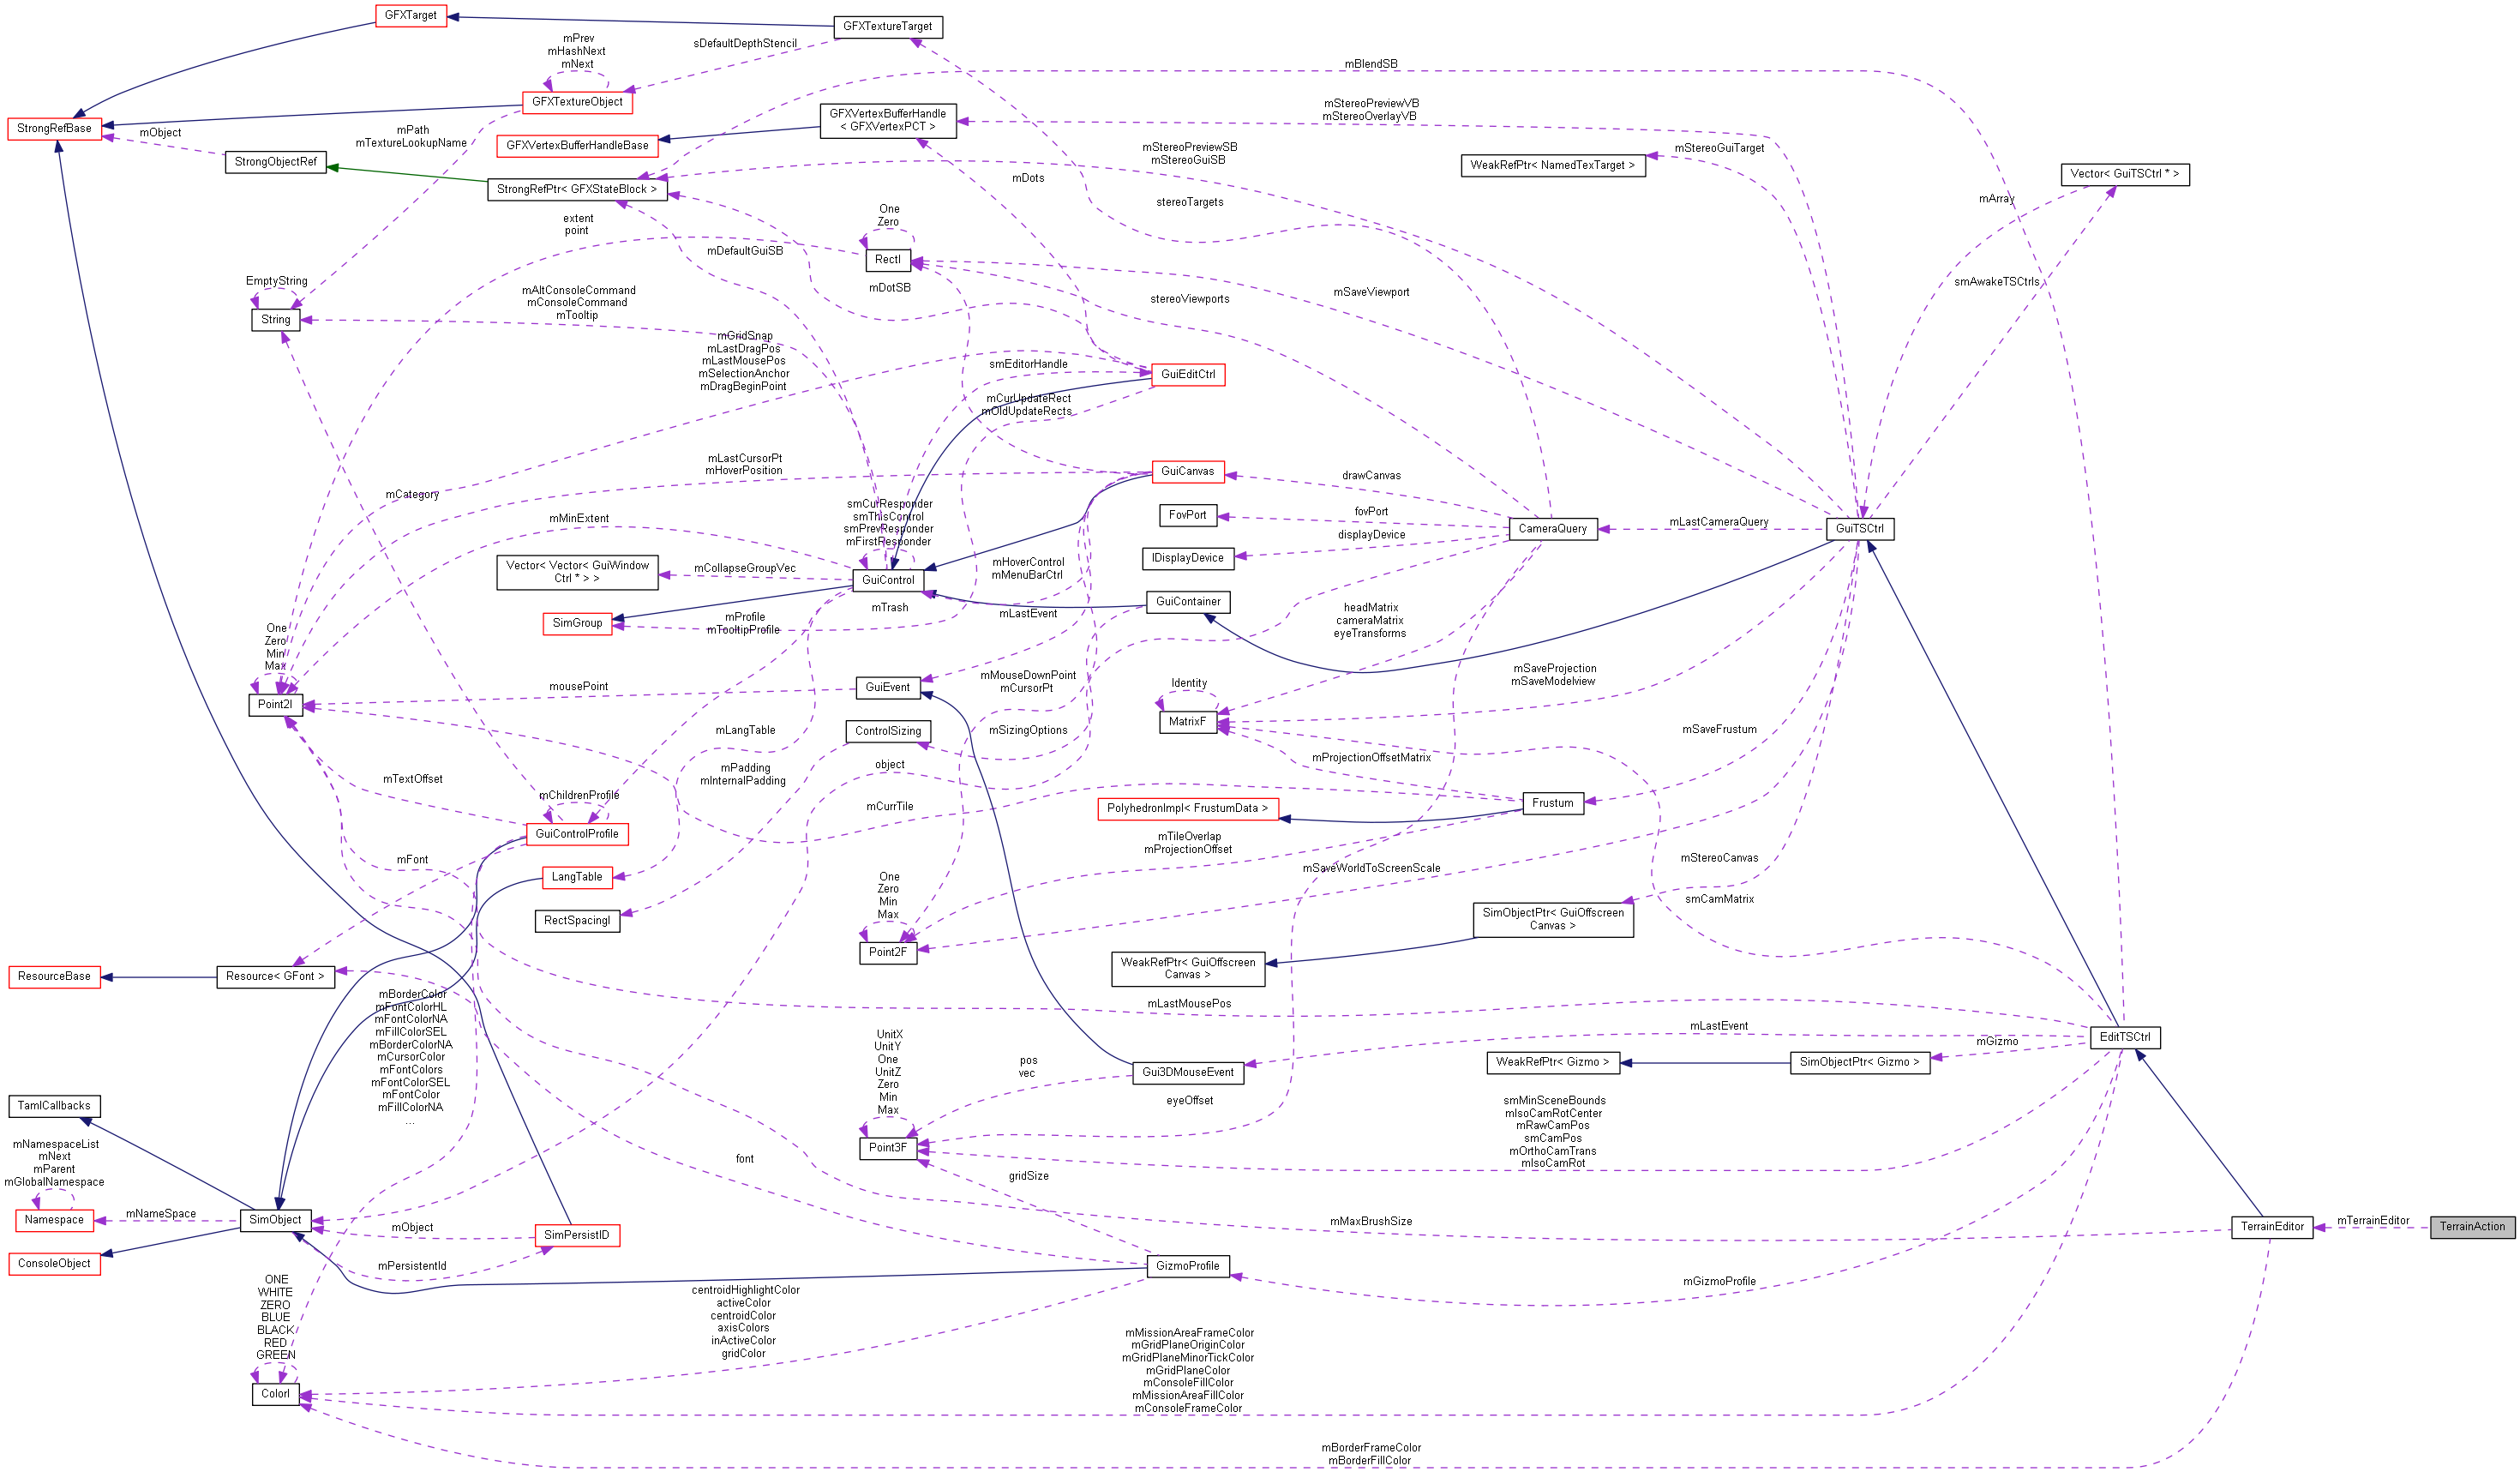 GFXTarget
GFXTextureTarget
mPrev
mHashNext
mNext
sDefaultDepthStencil
mBlendSB
GFXTextureObject
StrongRefBase
mObject
mPath
mTextureLookupName
GFXVertexBufferHandle
< GFXVertexPCT >
mStereoPreviewVB
mStereoOverlayVB
GFXVertexBufferHandleBase
StrongObjectRef
mStereoPreviewSB
mStereoGuiSB
mStereoGuiTarget
WeakRefPtr< NamedTexTarget >
Vector< GuiTSCtrl * >
StrongRefPtr< GFXStateBlock >
mDots
mArray
stereoTargets
One
Zero
extent
point
mDefaultGuiSB
RectI
mDotSB
EmptyString
String
mAltConsoleCommand
mConsoleCommand
mTooltip
stereoViewports
mSaveViewport
smAwakeTSCtrls
mGridSnap
mLastDragPos
mLastMousePos
mSelectionAnchor
mDragBeginPoint
smEditorHandle
GuiEditCtrl
mCurUpdateRect
mOldUpdateRects
mLastCursorPt
mHoverPosition
GuiCanvas
drawCanvas
mCategory
mMinExtent
smCurResponder
smThisControl
smPrevResponder
mFirstResponder
FovPort
fovPort
CameraQuery
mLastCameraQuery
GuiTSCtrl
displayDevice
IDisplayDevice
Vector< Vector< GuiWindow
Ctrl * > >
mCollapseGroupVec
GuiControl
mHoverControl
mMenuBarCtrl
SimGroup
mProfile
mTooltipProfile
mTrash
mLastEvent
GuiContainer
headMatrix
cameraMatrix
eyeTransforms
One
Zero
Min
Max
Point2I
mousePoint
GuiEvent
mMouseDownPoint
mCursorPt
Identity
mSaveProjection
mSaveModelview
MatrixF
mLangTable
ControlSizing
mSizingOptions
mSaveFrustum
mTextOffset
mPadding
mInternalPadding
object
mProjectionOffsetMatrix
mChildrenProfile
mCurrTile
PolyhedronImpl< FrustumData >
Frustum
GuiControlProfile
mFont
mTileOverlap
mProjectionOffset
mStereoCanvas
LangTable
One
Zero
Min
Max
mSaveWorldToScreenScale
smCamMatrix
RectSpacingI
SimObjectPtr< GuiOffscreen
Canvas >
Point2F
WeakRefPtr< GuiOffscreen
Canvas >
ResourceBase
Resource< GFont >
mBorderColor
mFontColorHL
mFontColorNA
mFillColorSEL
mBorderColorNA
mCursorColor
mFontColors
mFontColorSEL
mFontColor
mFillColorNA
...
mLastMousePos
mLastEvent
EditTSCtrl
mGizmo
UnitX
UnitY
One
UnitZ
Zero
Min
Max
Point3F
pos
vec
Gui3DMouseEvent
WeakRefPtr< Gizmo >
SimObjectPtr< Gizmo >
TamlCallbacks
eyeOffset
smMinSceneBounds
mIsoCamRotCenter
mRawCamPos
smCamPos
mOrthoCamTrans
mIsoCamRot
mNamespaceList
mNext
mParent
mGlobalNamespace
Namespace
mNameSpace
SimObject
mObject
SimPersistID
font
gridSize
mMaxBrushSize
TerrainEditor
mTerrainEditor
TerrainAction
ConsoleObject
mPersistentId
GizmoProfile
mGizmoProfile
ONE
WHITE
ZERO
BLUE
BLACK
RED
GREEN
ColorI
centroidHighlightColor
activeColor
centroidColor
axisColors
inActiveColor
gridColor
mMissionAreaFrameColor
mGridPlaneOriginColor
mGridPlaneMinorTickColor
mGridPlaneColor
mConsoleFillColor
mMissionAreaFillColor
mConsoleFrameColor
mBorderFrameColor
mBorderFillColor